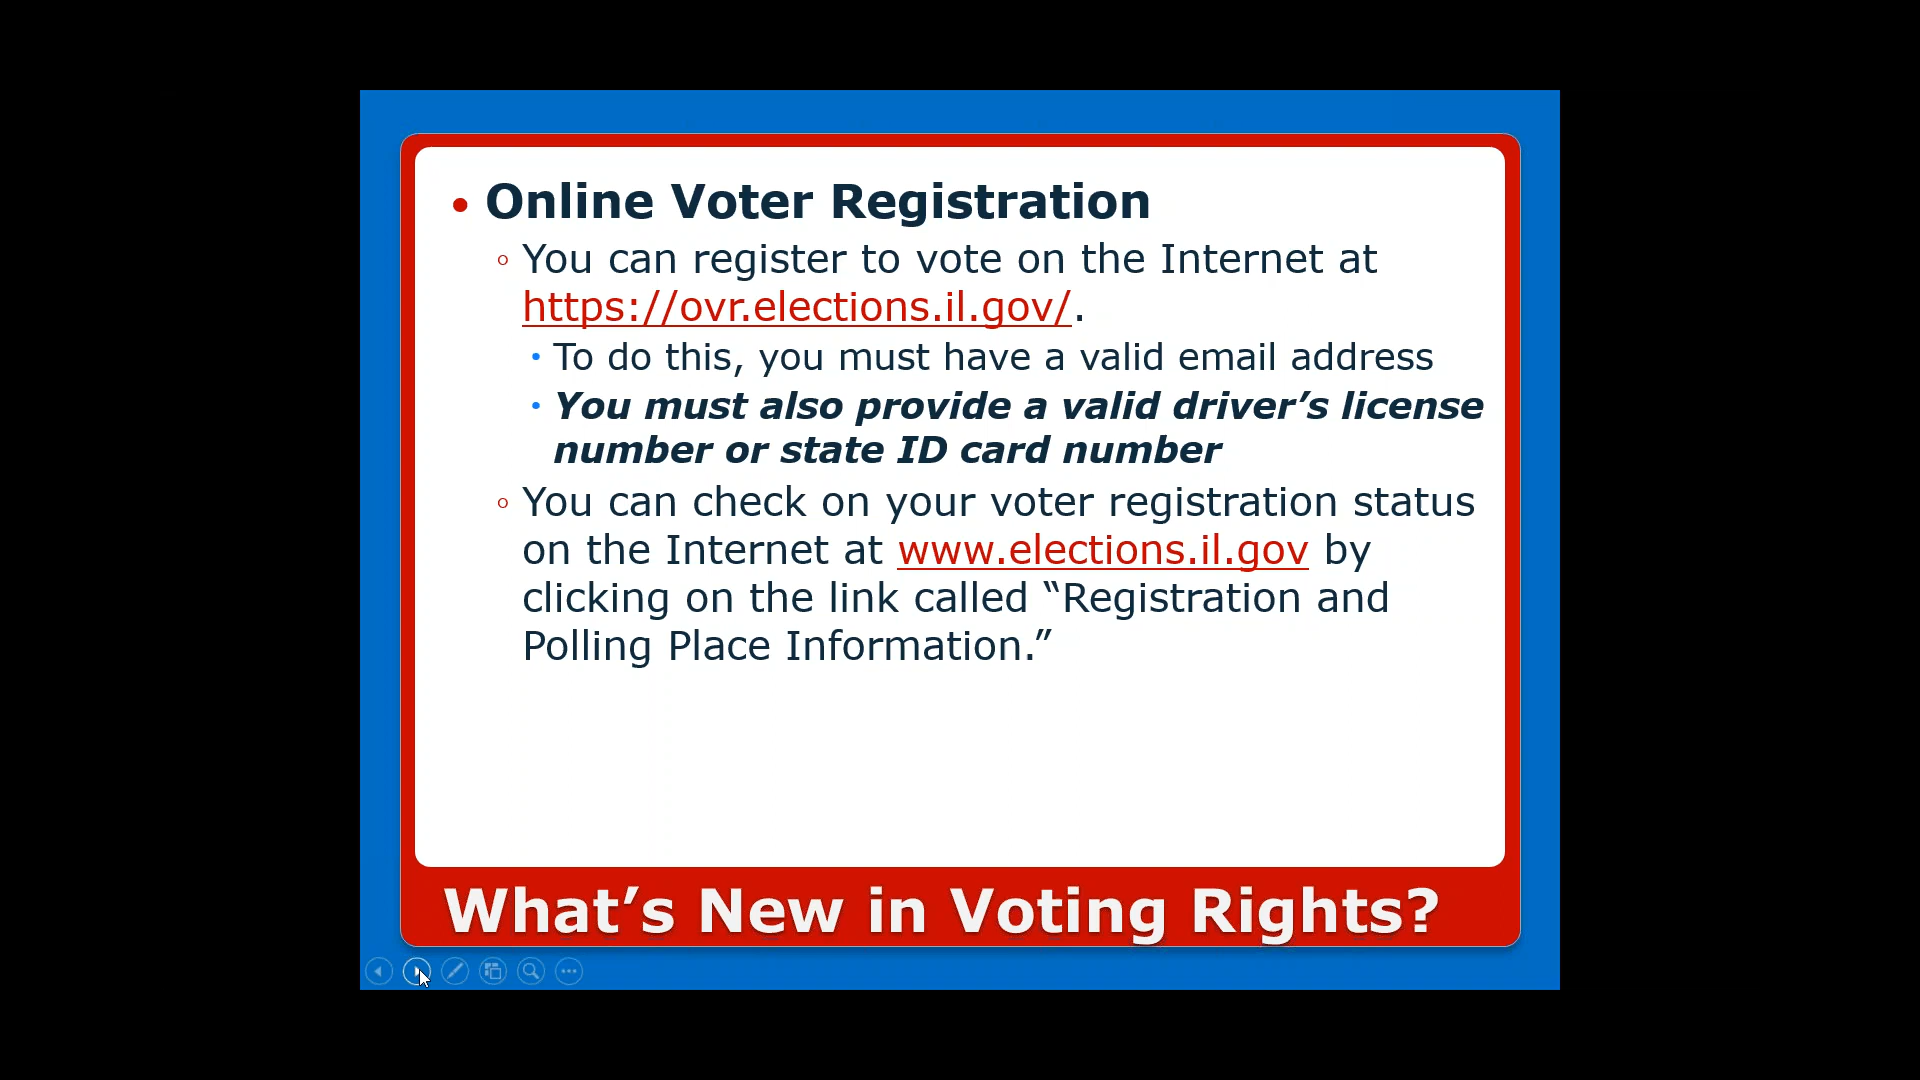 • Online Voter Registration
◦ You can register to vote on the Internet at
https://ovr.elections.il.gov/.
• To do this, you must have a valid email address
• You must also provide a valid driver’s license
number or state ID card number
◦ You can check on your voter registration status
on the Internet at www.elections.il.gov by
clicking on the link called “Registration and
Polling Place Information.”
What’s New in Voting Rights?